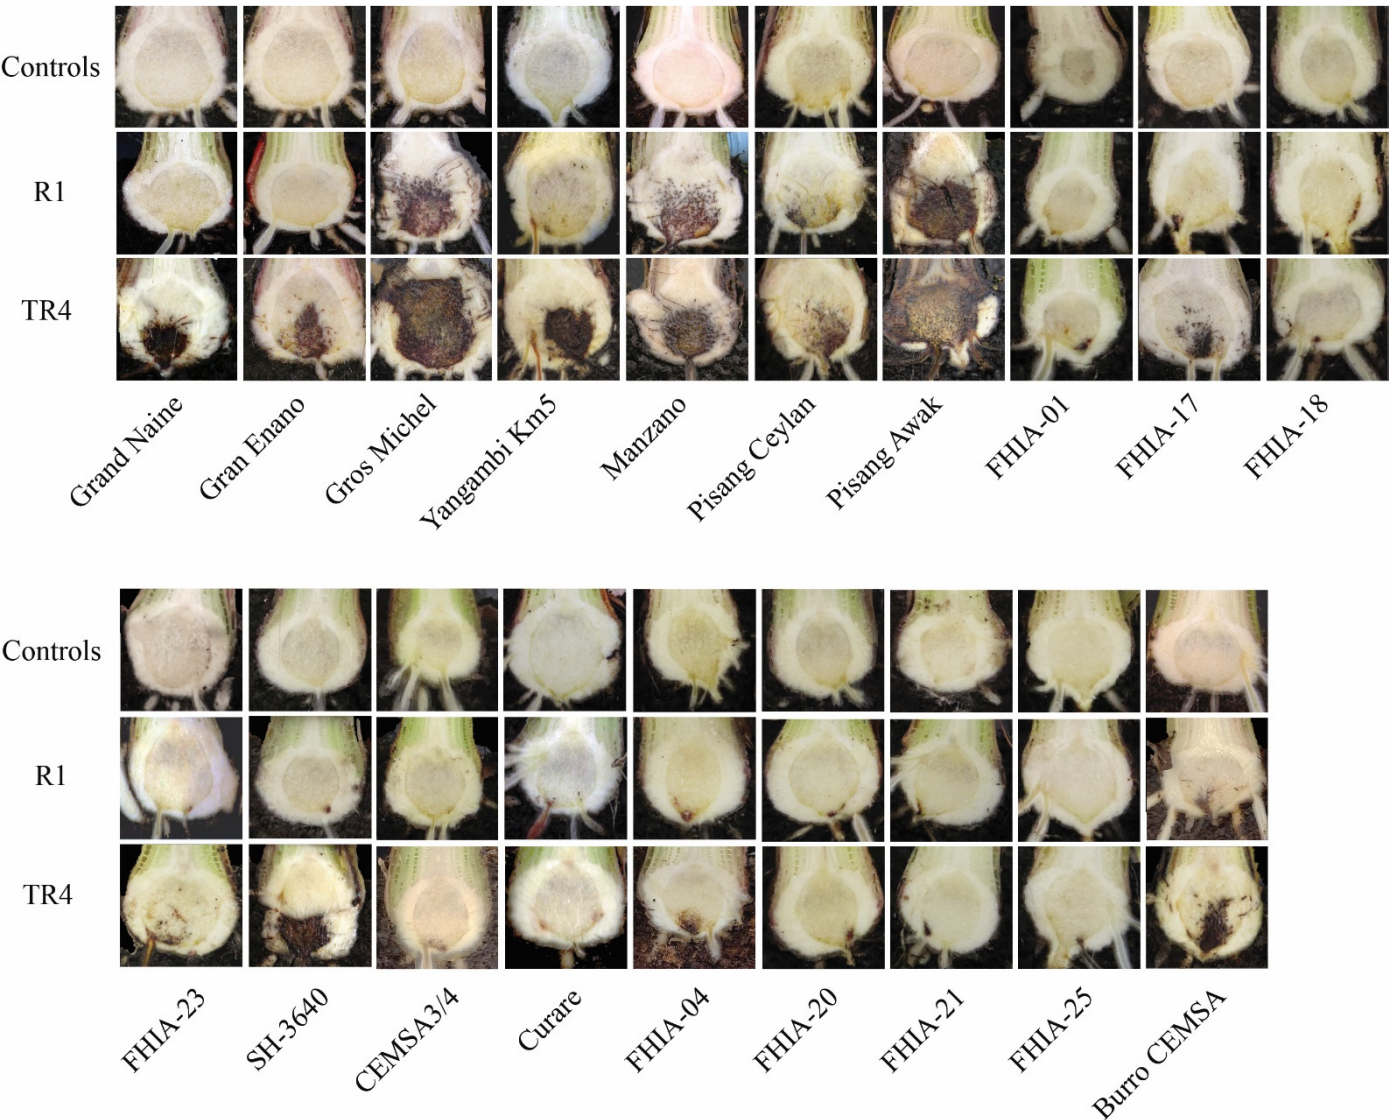 Controls
R1
TR4
Grand Naine
Gran Enano
Gros Michel
Yangambi Km5
Manzano
Pisang Ceylan
Pisang Awak
FHIA-01
FHIA-17
FHIA-18
Controls
R1
TR4
FHIA-23
SH-3640
CEMSA3/4
Curare
FHIA-04
FHIA-20
FHIA-21
FHIA-25
Burro CEMSA